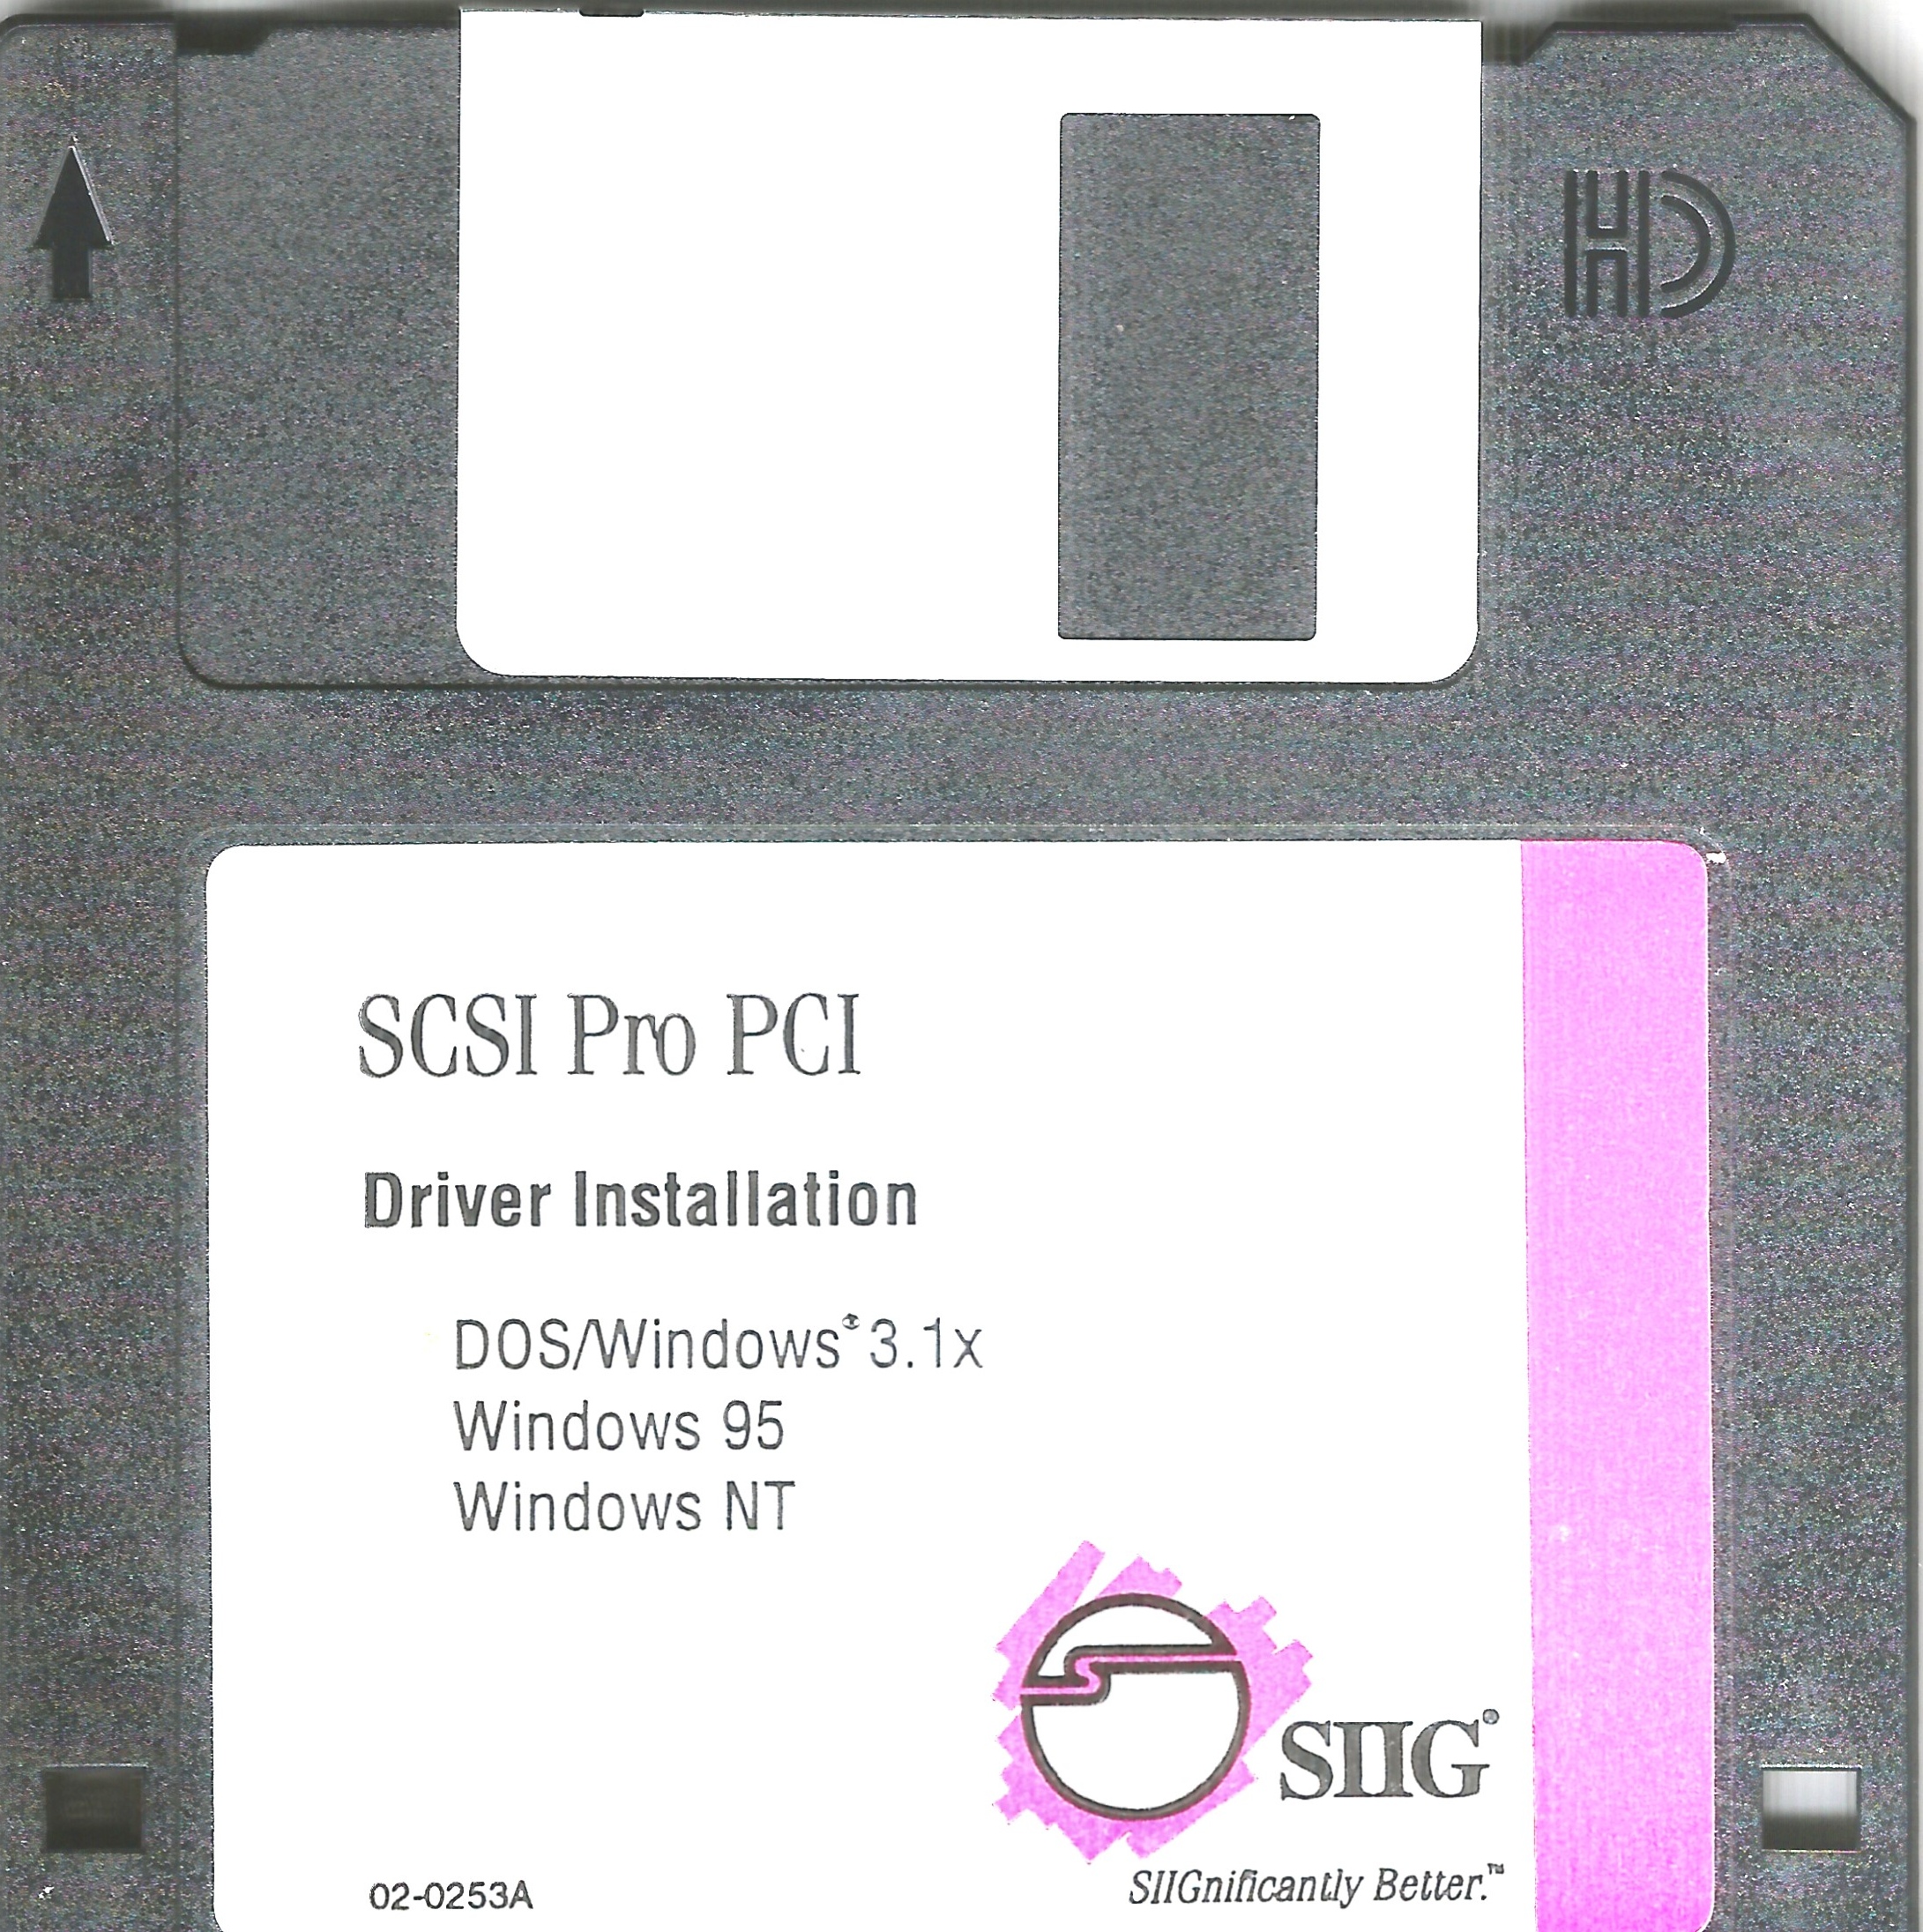 HD
SCSI Pro PCI
Driver Installation
DOS/Windows® 3.1x
Windows 95
Windows NT
SIIG®
SIIGnificantly Better.™
02-0253A